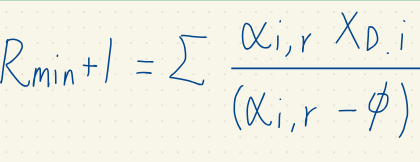 Rmin+1 = Σ αi,r XD.i / (αi,r - φ)